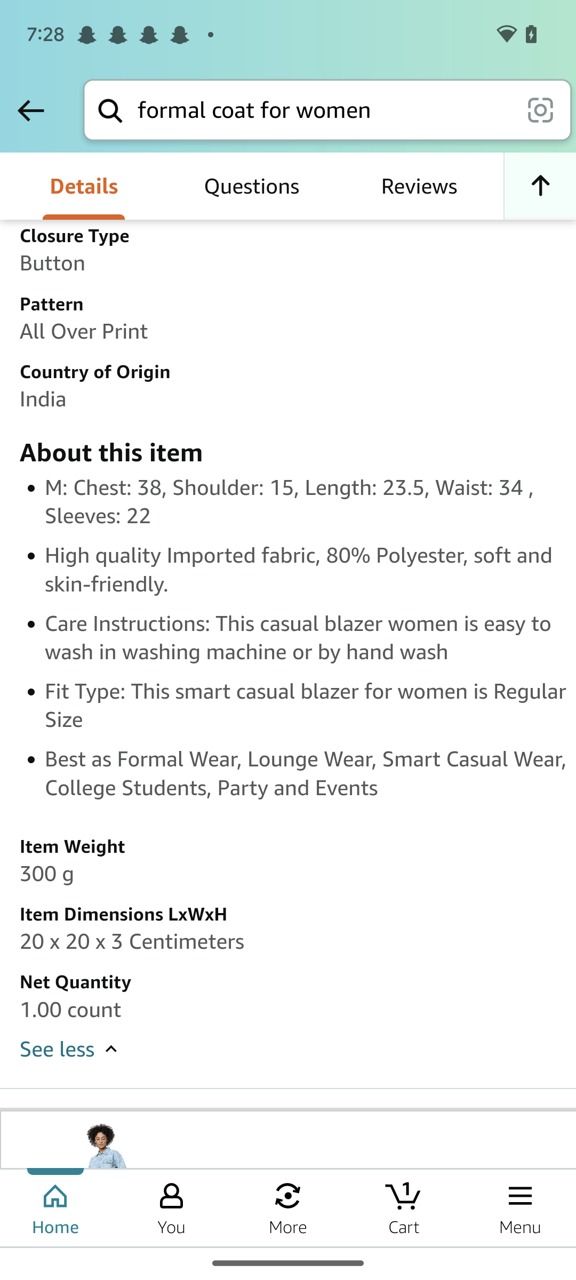 7:28
formal coat for women
Details Questions Reviews
Closure Type
Button
Pattern
All Over Print
Country of Origin
India
About this item
• M: Chest: 38, Shoulder: 15, Length: 23.5, Waist: 34 ,
Sleeves: 22
• High quality Imported fabric, 80% Polyester, soft and
skin-friendly.
• Care Instructions: This casual blazer women is easy to
wash in washing machine or by hand wash
• Fit Type: This smart casual blazer for women is Regular
Size
• Best as Formal Wear, Lounge Wear, Smart Casual Wear,
College Students, Party and Events
Item Weight
300 g
Item Dimensions LxWxH
20 x 20 x 3 Centimeters
Net Quantity
1.00 count
See less
1
Home You More Cart Menu